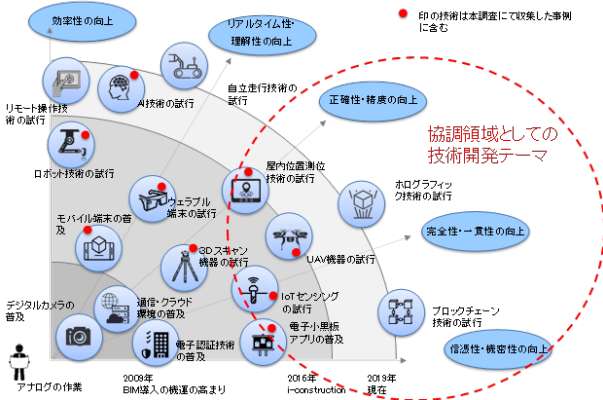 効率性の向上
リアルタイム性・
理解性の向上
印の技術は本調査にて収集した事例
に含む
自立走行技術の
試行
正確性・精度の向上
リモート操作技
術の試行
AI技術の試行
協調領域としての
技術開発テーマ
ロボット技術の試行
屋内位置測位
技術の試行
ホログラフィッ
ク技術の試行
ウェラブル
端末の試行
モバイル端末の普
及
完全性・一貫性の向上
3Dスキャン
機器の試行
UAV機器の試行
デジタルカメラの
普及
通信・クラウド
環境の普及
IoTセンシング
の試行
ブロックチェーン
技術の試行
電子認証技術
の普及
電子小黒板
アプリの普及
信憑性・機密性の向上
アナログの作業
2009年
BIM導入の機運の高まり
2016年
i-construction
2019年
現在